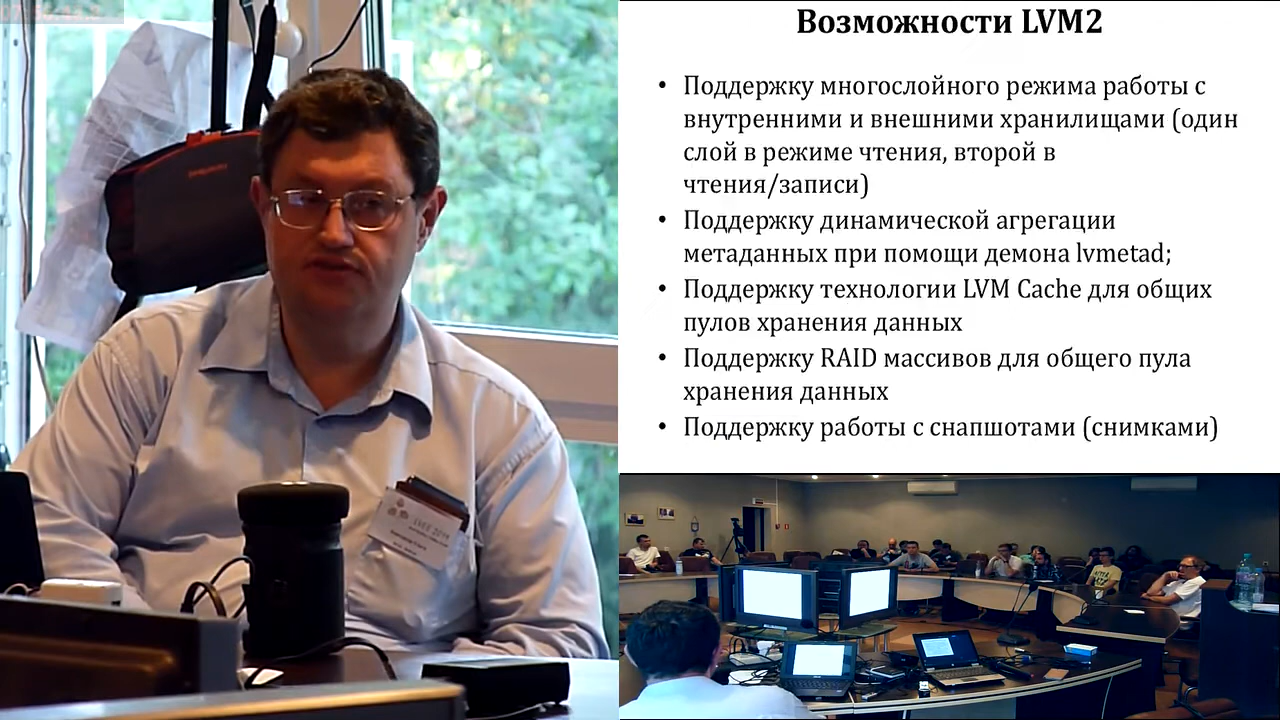 Возможности LVM2
• Поддержку многослойного режима работы с
внутренними и внешними хранилищами (один
слой в режиме чтения, второй в
чтения/записи)
• Поддержку динамической агрегации
метаданных при помощи демона lvmetad;
• Поддержку технологии LVM Cache для общих
пулов хранения данных
• Поддержку RAID массивов для общего пула
хранения данных
• Поддержку работы с снапшотами (снимками)